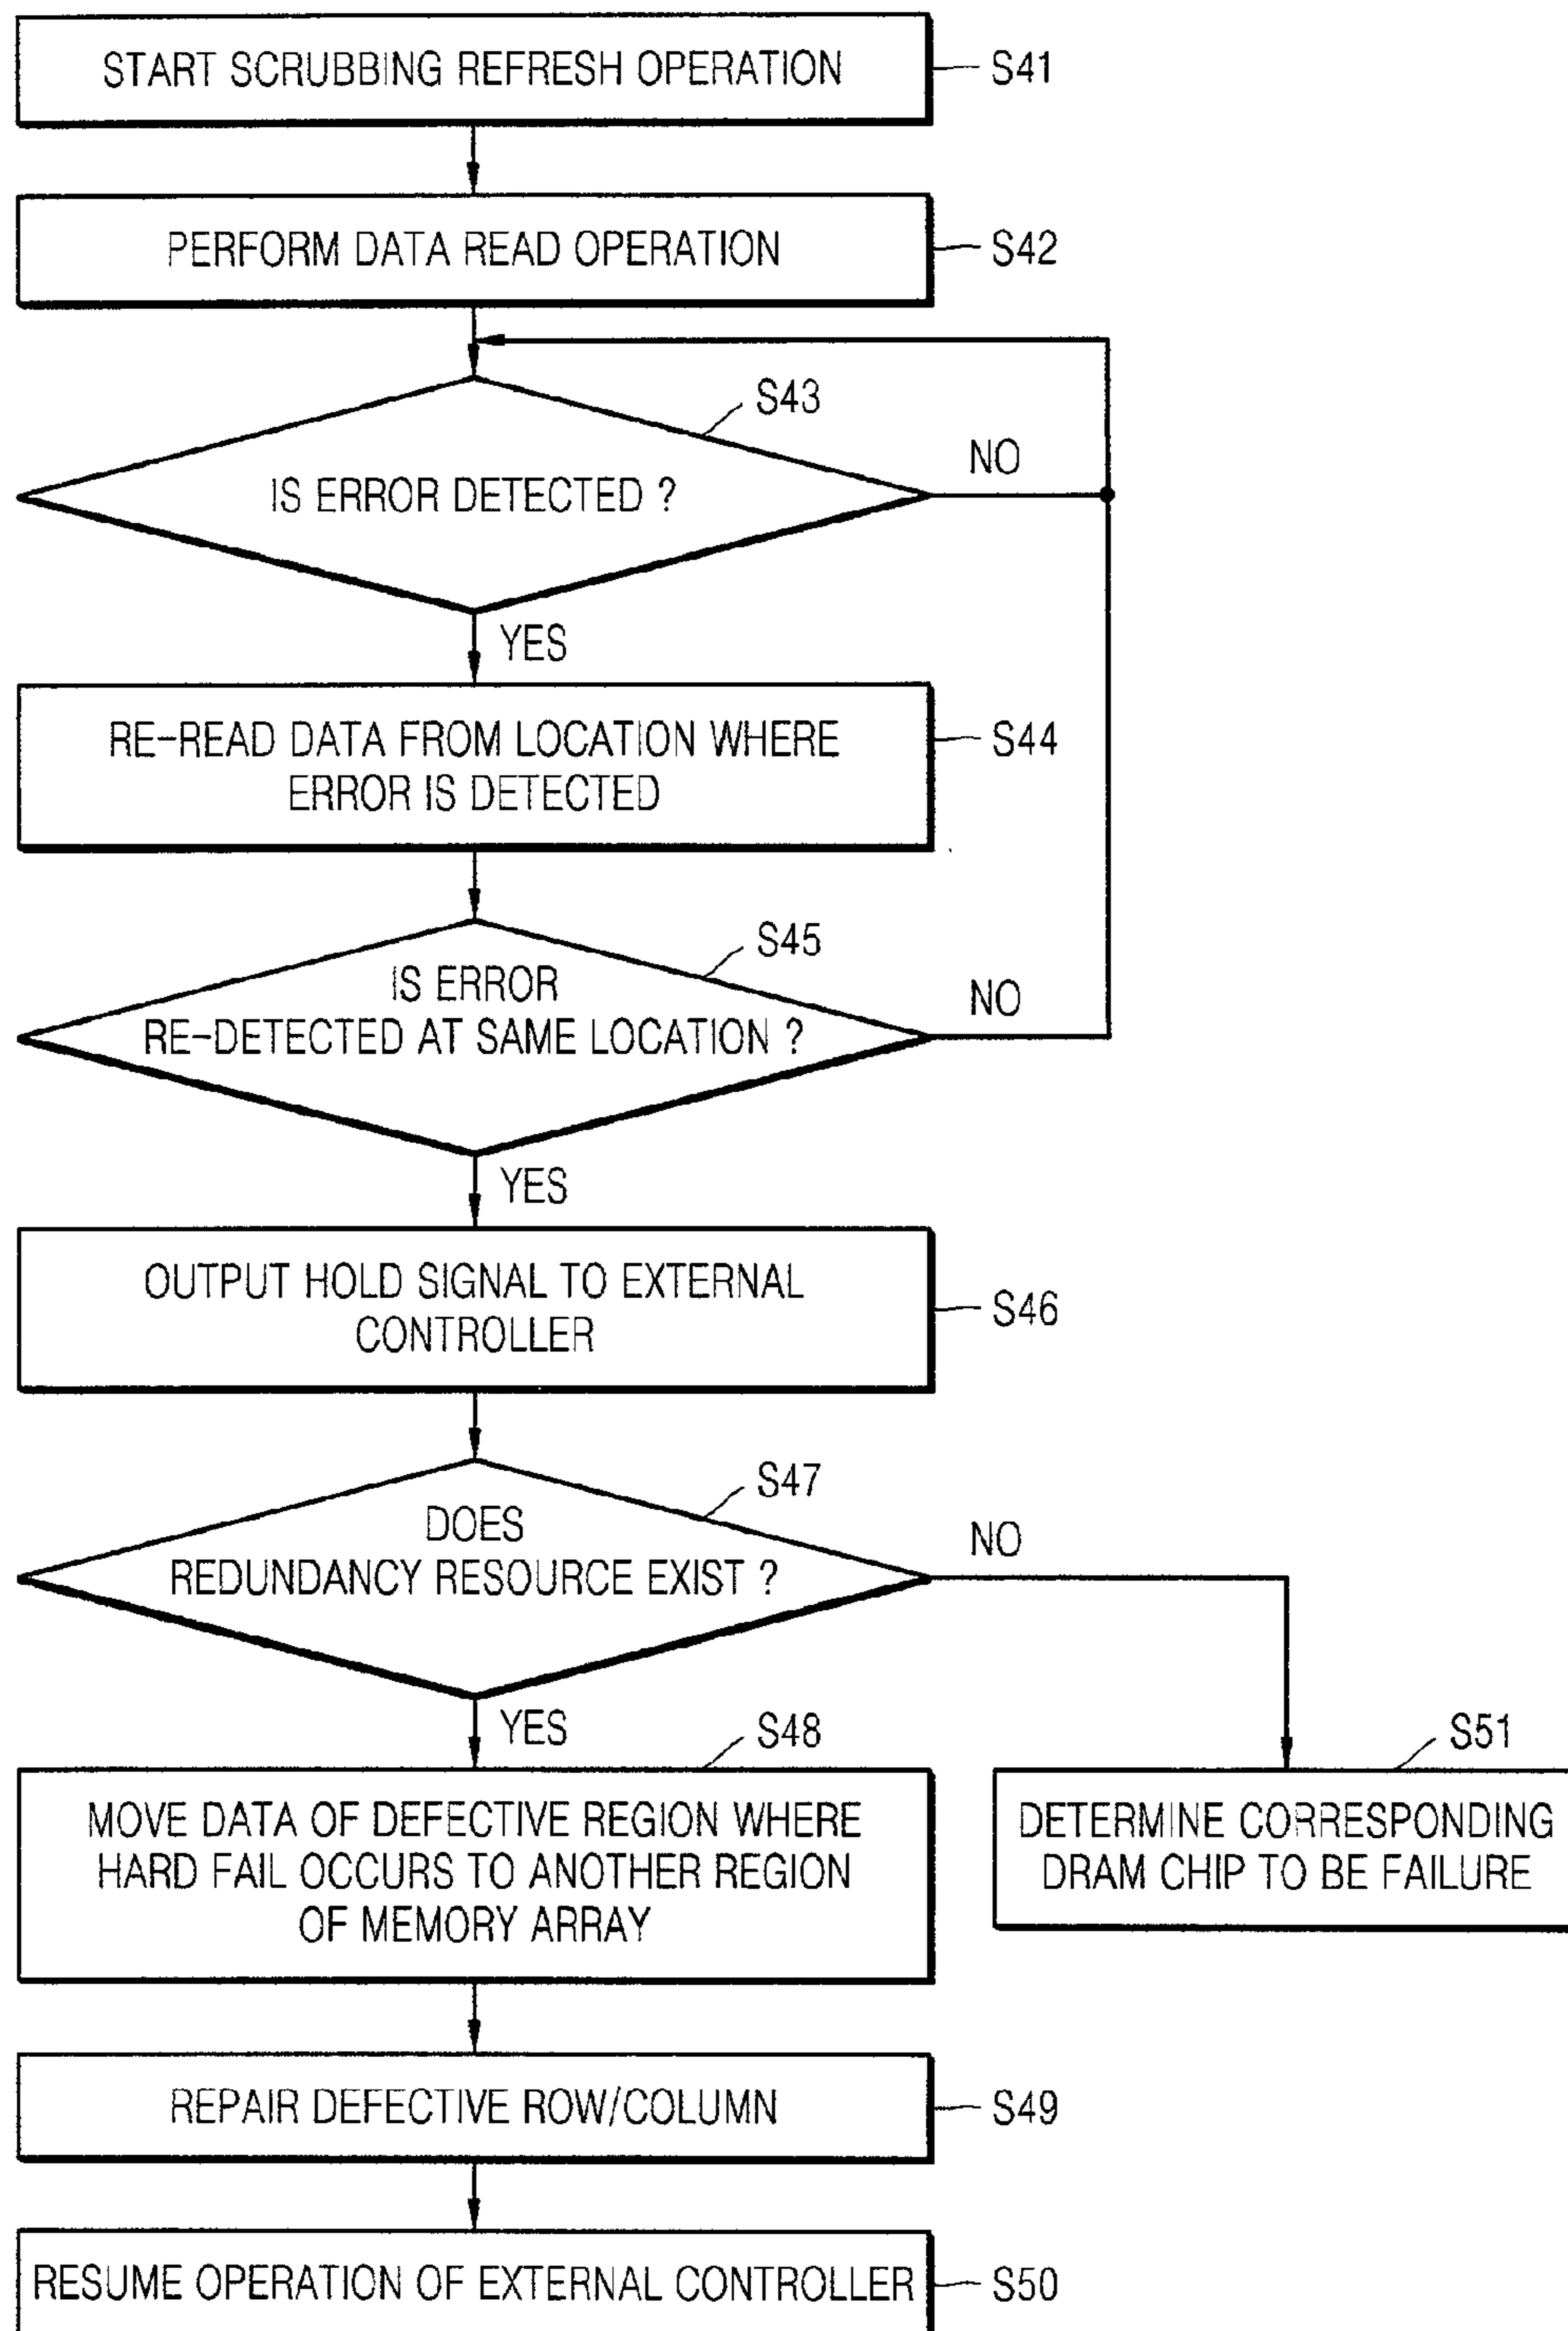 START SCRUBBING REFRESH OPERATION
S41
PERFORM DATA READ OPERATION
S42
S43
NO
IS ERROR DETECTED ?
YES
RE-READ DATA FROM LOCATION WHERE
ERROR IS DETECTED
S44
S45
IS ERROR
RE-DETECTED AT SAME LOCATION ?
NO
YES
OUTPUT HOLD SIGNAL TO EXTERNAL
CONTROLLER
S46
S47
DOES
REDUNDANCY RESOURCE EXIST ?
NO
YES
S48
MOVE DATA OF DEFECTIVE REGION WHERE
HARD FAIL OCCURS TO ANOTHER REGION
OF MEMORY ARRAY
S51
DETERMINE CORRESPONDING
DRAM CHIP TO BE FAILURE
REPAIR DEFECTIVE ROW/COLUMN
S49
RESUME OPERATION OF EXTERNAL CONTROLLER
S50